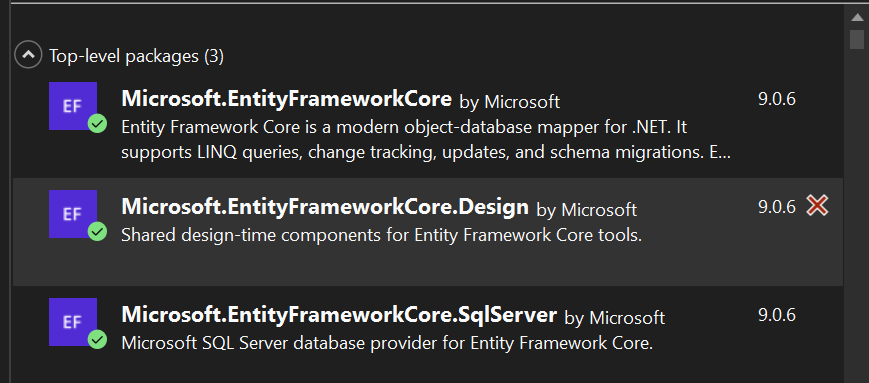 Top-level packages (3)
EF
Microsoft.EntityFrameworkCore by Microsoft 9.0.6
Entity Framework Core is a modern object-database mapper for .NET. It
supports LINQ queries, change tracking, updates, and schema migrations. E...
EF
Microsoft.EntityFrameworkCore.Design by Microsoft 9.0.6
Shared design-time components for Entity Framework Core tools.
EF
Microsoft.EntityFrameworkCore.SqlServer by Microsoft 9.0.6
Microsoft SQL Server database provider for Entity Framework Core.